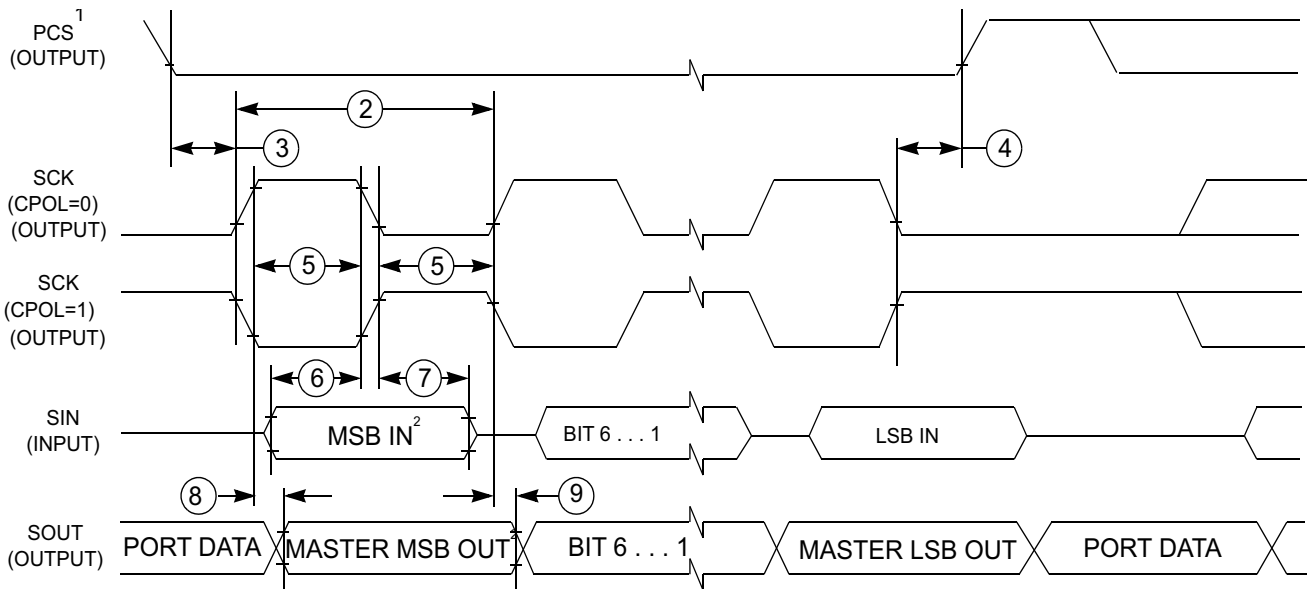 PCS¹
(OUTPUT)
2
3
4
SCK
(CPOL=0)
(OUTPUT)
5
5
SCK
(CPOL=1)
(OUTPUT)
6
7
SIN
(INPUT)
MSB IN²
BIT 6 . . . 1
LSB IN
8
9
SOUT
(OUTPUT)
PORT DATA
MASTER MSB OUT²
BIT 6 . . . 1
MASTER LSB OUT
PORT DATA